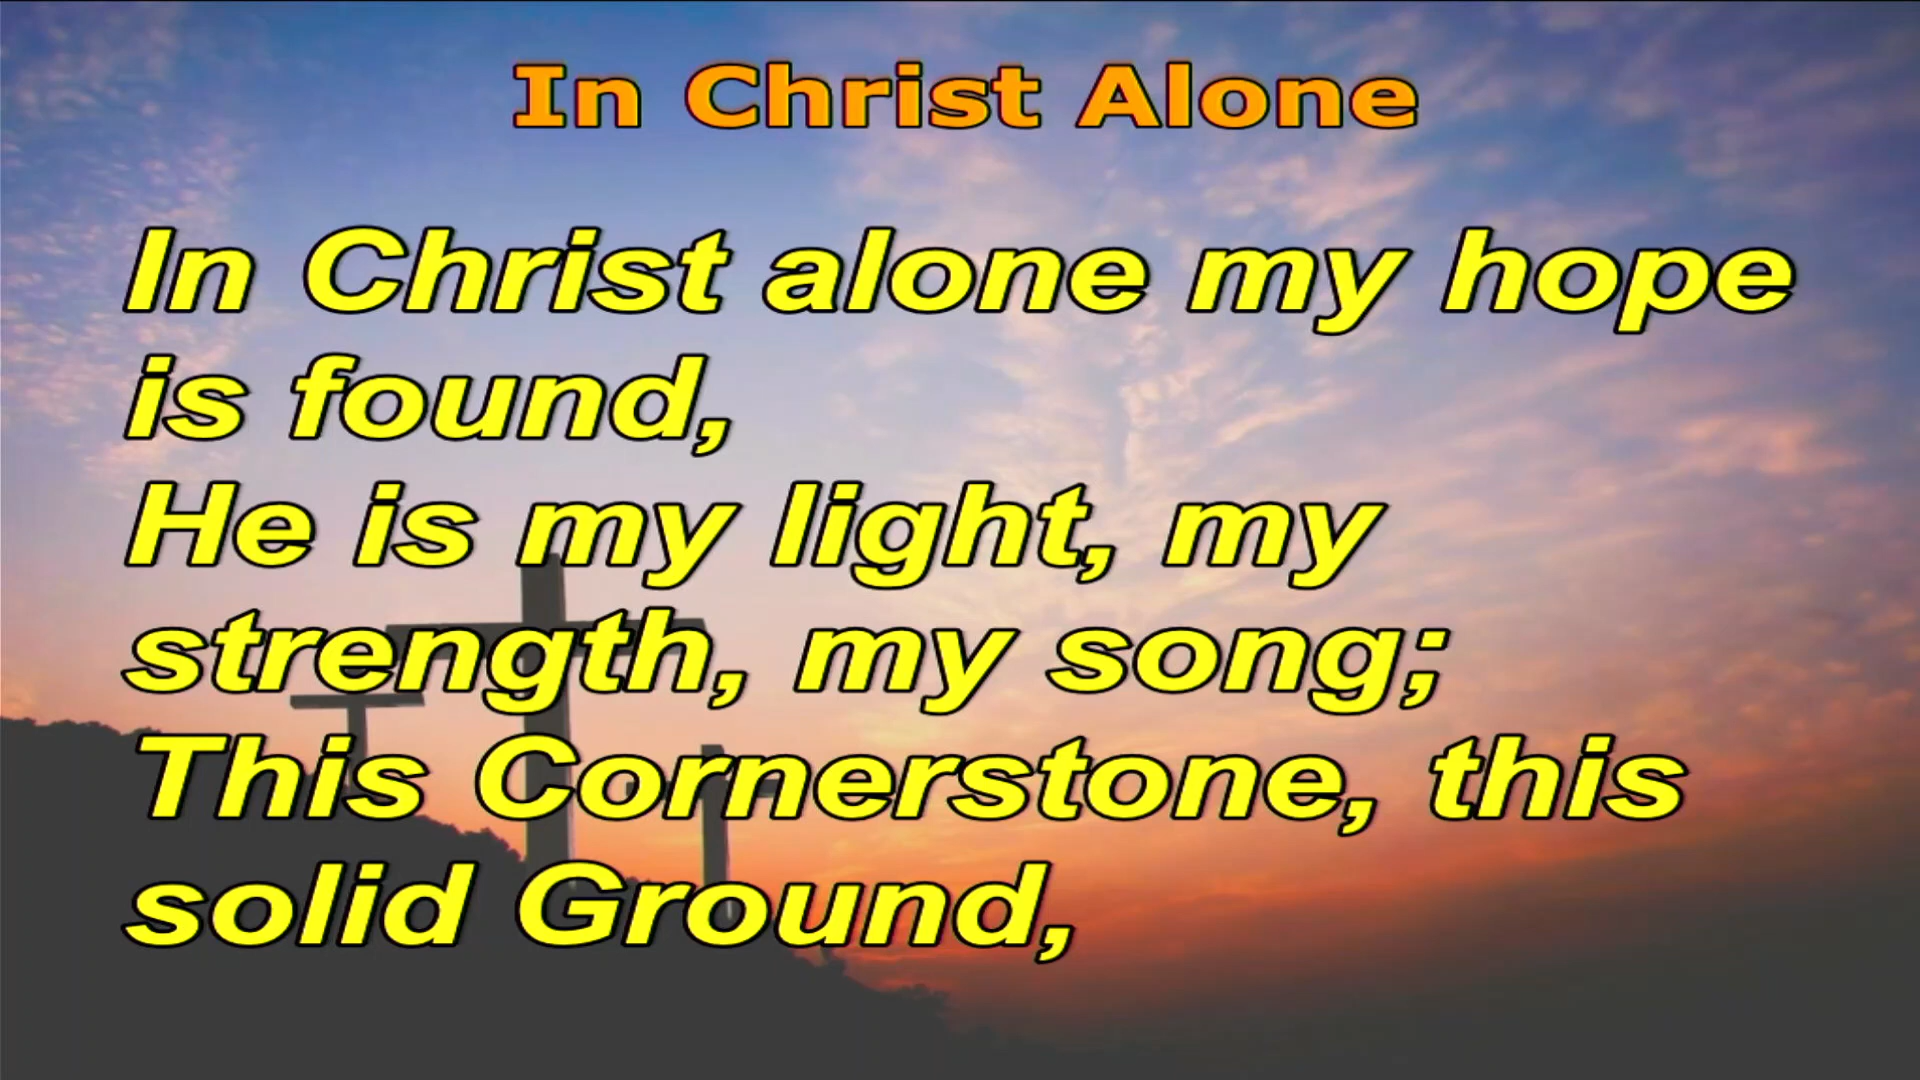 In Christ Alone
In Christ alone my hope
is found,
He is my light, my
strength, my song;
This Cornerstone, this
solid Ground,